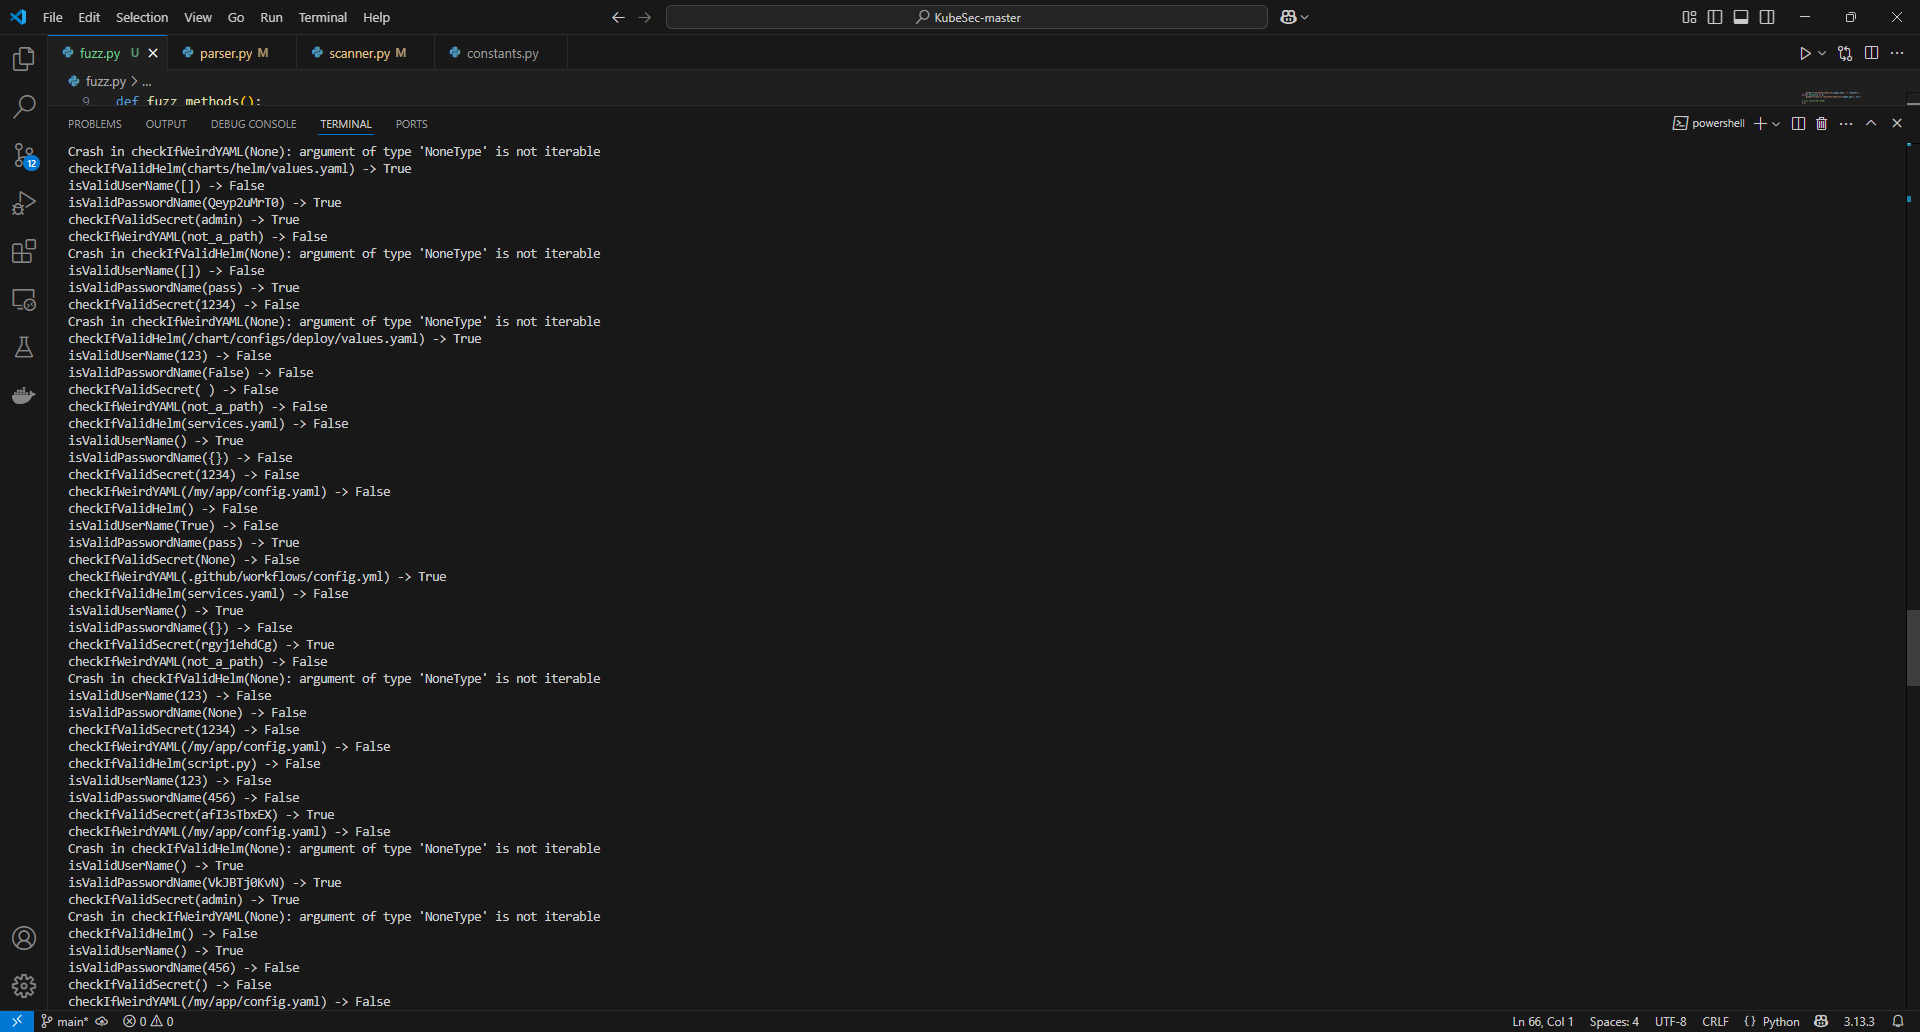 File Edit Selection View Go Run Terminal Help KubeSec-master
fuzz.py U parser.py M scanner.py M constants.py
fuzz.py > ...
9 def fuzz_methods():
PROBLEMS OUTPUT DEBUG CONSOLE TERMINAL PORTS powershell
Crash in checkIfWeirdYAML(None): argument of type 'NoneType' is not iterable
checkIfValidHelm(charts/helm/values.yaml) -> True
isValidUserName([]) -> False
isValidPasswordName(Qeyp2uMrT0) -> True
checkIfValidSecret(admin) -> True
checkIfWeirdYAML(not_a_path) -> False
Crash in checkIfValidHelm(None): argument of type 'NoneType' is not iterable
isValidUserName([]) -> False
isValidPasswordName(pass) -> True
checkIfValidSecret(1234) -> False
Crash in checkIfWeirdYAML(None): argument of type 'NoneType' is not iterable
checkIfValidHelm(/chart/configs/deploy/values.yaml) -> True
isValidUserName(123) -> False
isValidPasswordName(False) -> False
checkIfValidSecret( ) -> False
checkIfWeirdYAML(not_a_path) -> False
checkIfValidHelm(services.yaml) -> False
isValidUserName() -> True
isValidPasswordName({}) -> False
checkIfValidSecret(1234) -> False
checkIfWeirdYAML(/my/app/config.yaml) -> False
checkIfValidHelm() -> False
isValidUserName(True) -> False
isValidPasswordName(pass) -> True
checkIfValidSecret(None) -> False
checkIfWeirdYAML(.github/workflows/config.yml) -> True
checkIfValidHelm(services.yaml) -> False
isValidUserName() -> True
isValidPasswordName({}) -> False
checkIfValidSecret(rgyj1ehdCg) -> True
checkIfWeirdYAML(not_a_path) -> False
Crash in checkIfValidHelm(None): argument of type 'NoneType' is not iterable
isValidUserName(123) -> False
isValidPasswordName(None) -> False
checkIfValidSecret(1234) -> False
checkIfWeirdYAML(/my/app/config.yaml) -> False
checkIfValidHelm(script.py) -> False
isValidUserName(123) -> False
isValidPasswordName(456) -> False
checkIfValidSecret(afI3sTbxEX) -> True
checkIfWeirdYAML(/my/app/config.yaml) -> False
Crash in checkIfValidHelm(None): argument of type 'NoneType' is not iterable
isValidUserName() -> True
isValidPasswordName(VkJBTj0KvN) -> True
checkIfValidSecret(admin) -> True
Crash in checkIfWeirdYAML(None): argument of type 'NoneType' is not iterable
checkIfValidHelm() -> False
isValidUserName() -> True
isValidPasswordName(456) -> False
checkIfValidSecret() -> False
checkIfWeirdYAML(/my/app/config.yaml) -> False
12
main* 0 0 Ln 66, Col 1 Spaces: 4 UTF-8 CRLF {} Python 3.13.3